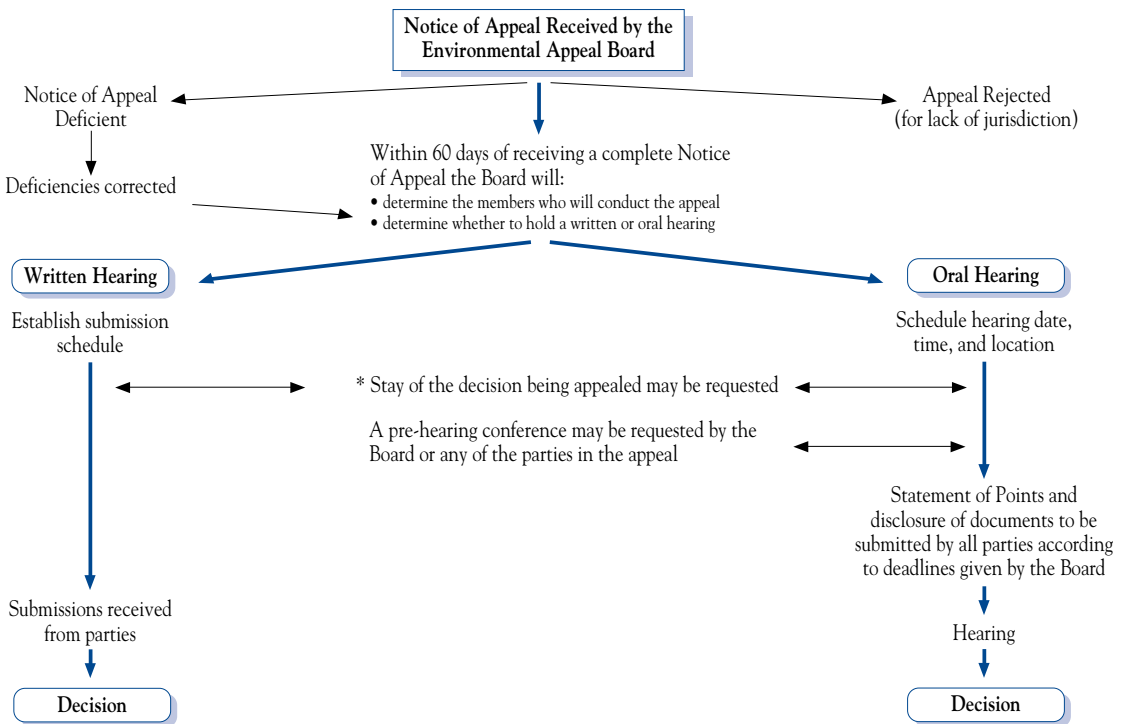 Notice of Appeal Received by the
Environmental Appeal Board
Notice of Appeal
Deficient
Appeal Rejected
(for lack of jurisdiction)
Deficiencies corrected
Within 60 days of receiving a complete Notice
of Appeal the Board will:
• determine the members who will conduct the appeal
• determine whether to hold a written or oral hearing
Written Hearing
Oral Hearing
Establish submission
schedule
Schedule hearing date,
time, and location
* Stay of the decision being appealed may be requested
A pre-hearing conference may be requested by the
Board or any of the parties in the appeal
Statement of Points and
disclosure of documents to be
submitted by all parties according
to deadlines given by the Board
Submissions received
from parties
Hearing
Decision
Decision